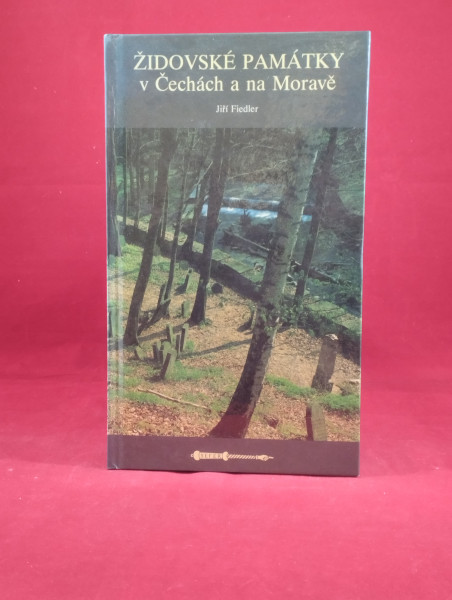 ŽIDOVSKÉ PAMÁTKY
v Čechách a na Moravě
Jiří Fiedler